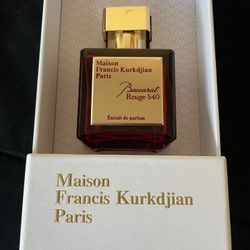 Maison
Francis Kurkdjian
Paris
Baccarat
Rouge 540
Extrait de parfum
Maison
Francis Kurkdjian
Paris